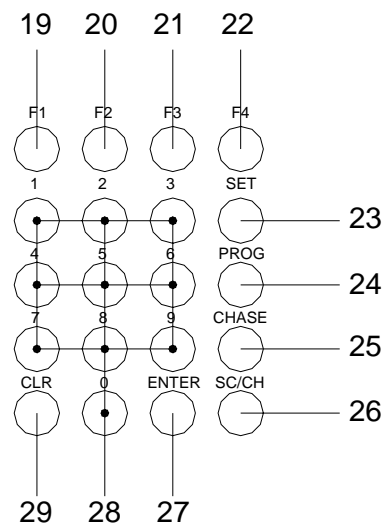 19 20 21 22
F1 F2 F3 F4
1 2 3 SET
23
4 5 6 PROG
24
7 8 9 CHASE
25
CLR 0 ENTER SC/CH
26
29 28 27